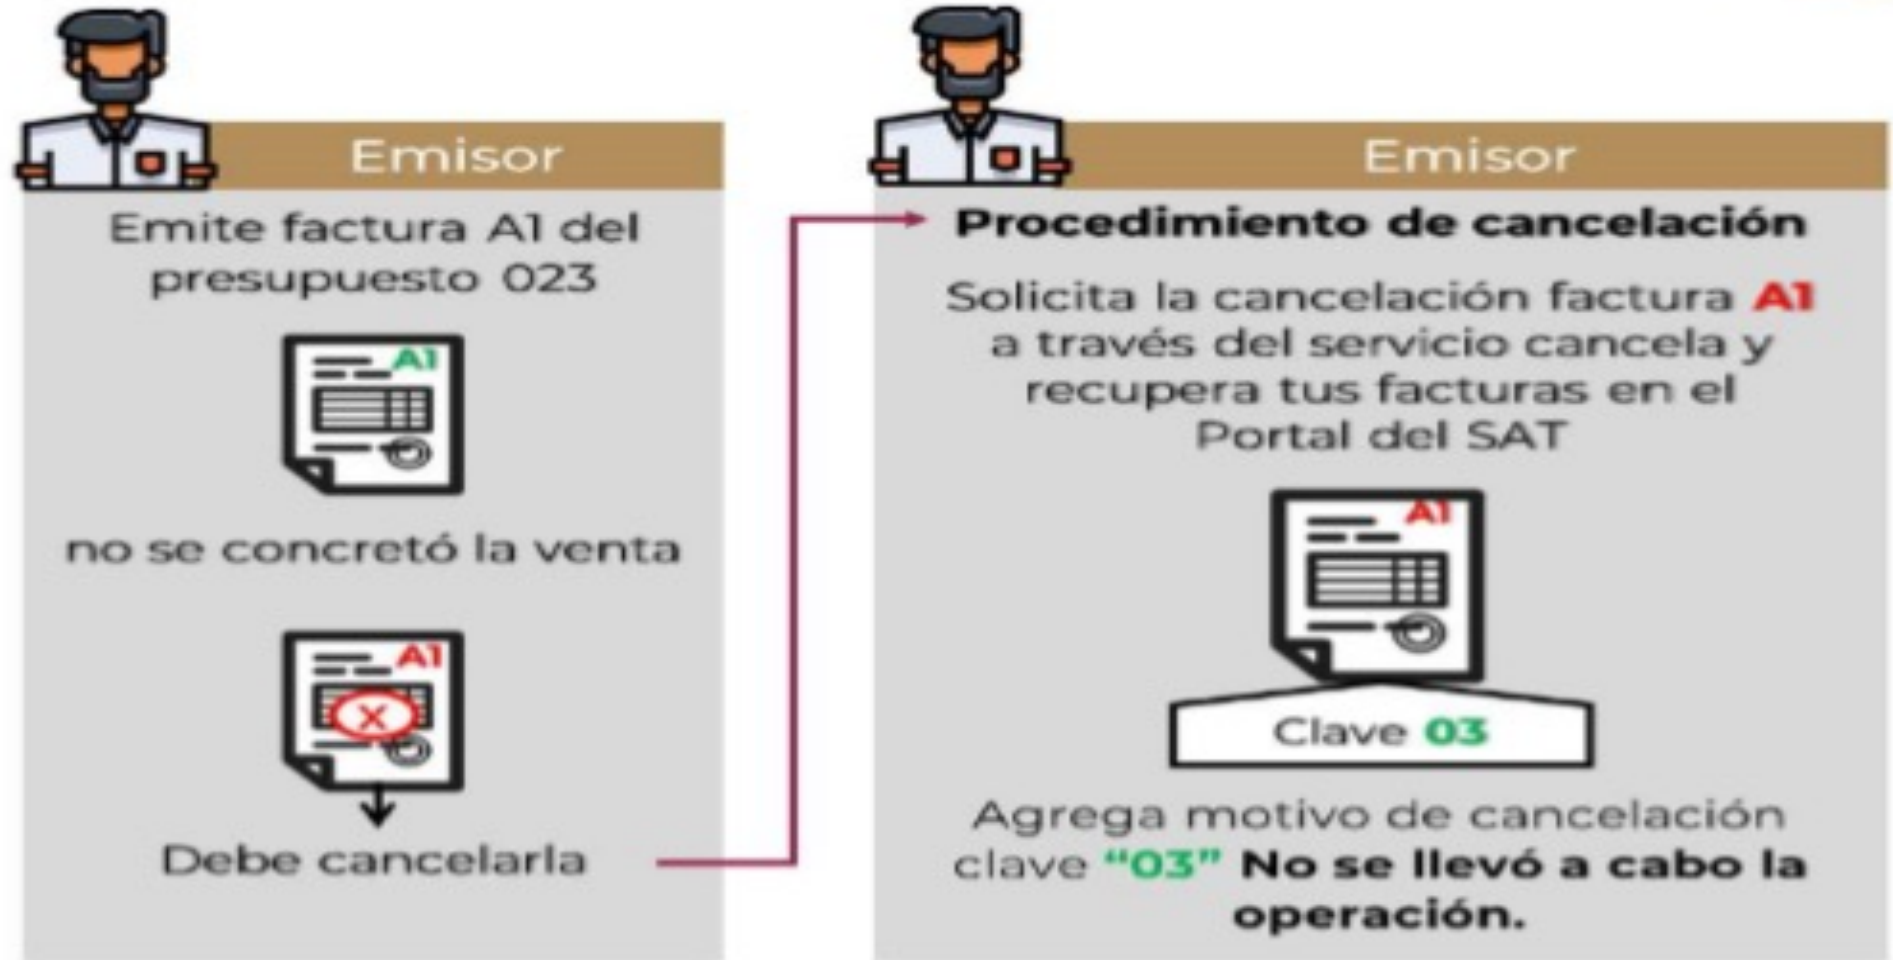 Emisor
Emite factura A1 del
presupuesto 023
A1
no se concretó la venta
A1
X
Debe cancelarla
Emisor
Procedimiento de cancelación
Solicita la cancelación factura A1
a través del servicio cancela y
recupera tus facturas en el
Portal del SAT
A1
Clave 03
Agrega motivo de cancelación
clave “03” No se llevó a cabo la
operación.